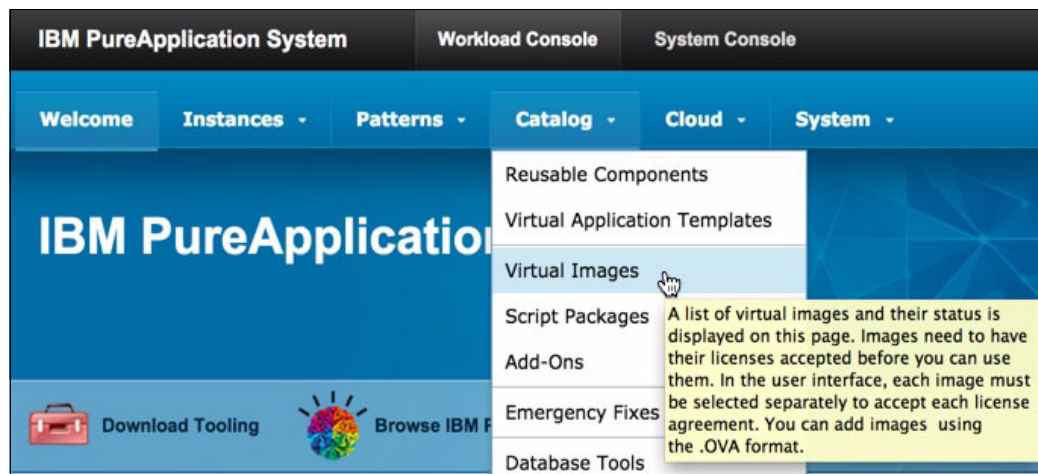 IBM PureApplication System Workload Console System Console
Welcome Instances Patterns Catalog Cloud System
Reusable Components
Virtual Application Templates
IBM PureApplicatio
Virtual Images
Script Packages
Add-Ons
A list of virtual images and their status is
displayed on this page. Images need to have
their licenses accepted before you can use
them. In the user interface, each image must
be selected separately to accept each license
agreement. You can add images using
the .OVA format.
Download Tooling Browse IBM
Emergency Fixes
Database Tools